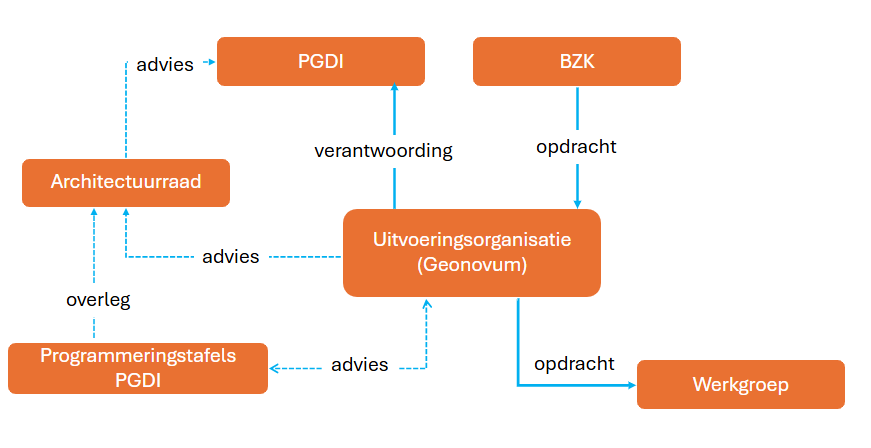 advies
PGDI
BZK
verantwoording
opdracht
Architectuurraad
Uitvoeringsorganisatie
(Geonovum)
advies
overleg
Programmeringstafels
PGDI
advies
opdracht
Werkgroep